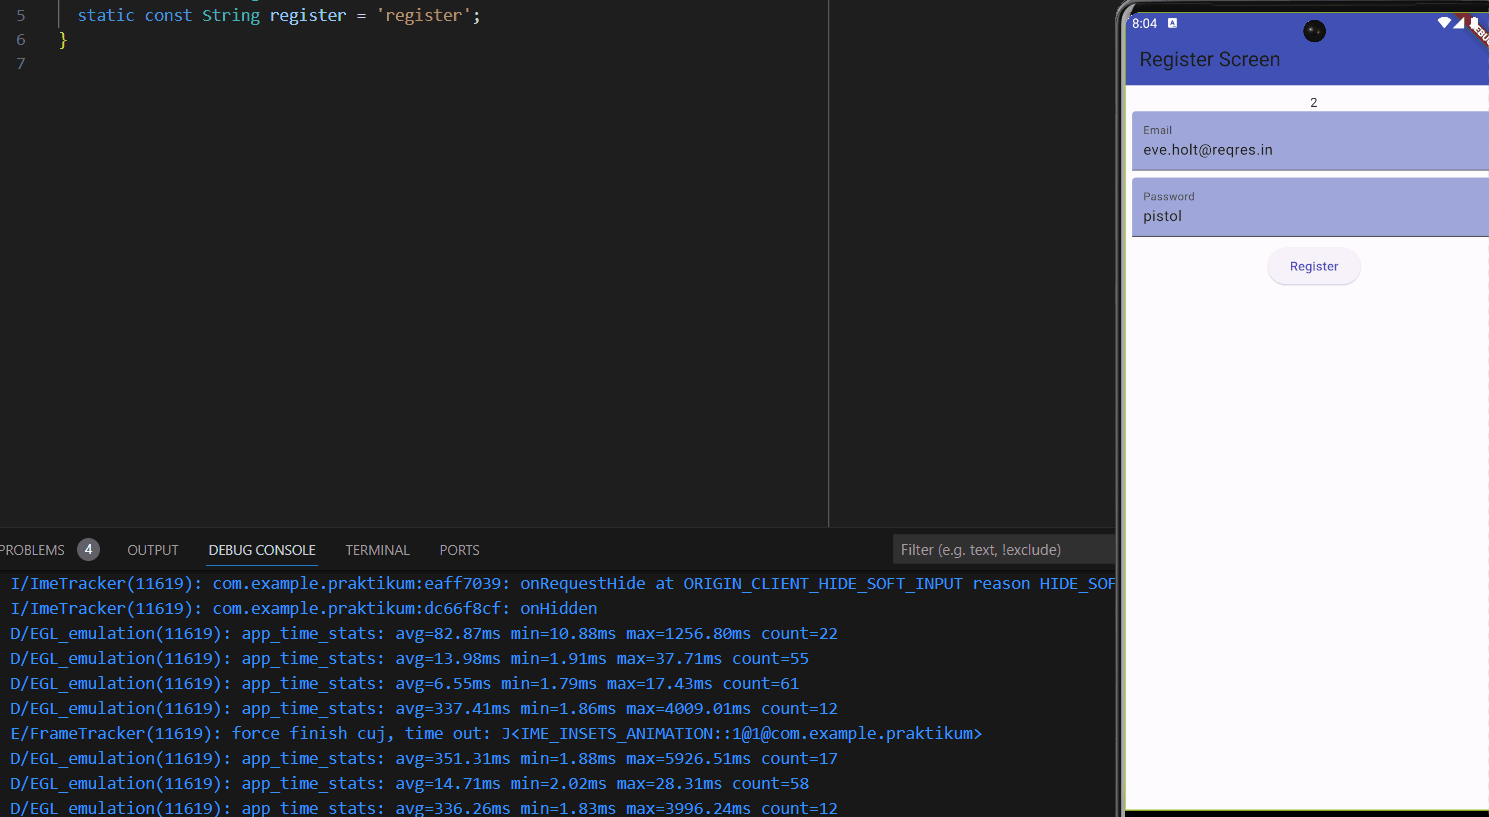 5 static const String register = 'register';
6 }
7
PROBLEMS 4 OUTPUT DEBUG CONSOLE TERMINAL PORTS Filter (e.g. text, !exclude)
I/ImeTracker(11619): com.example.praktikum:eaff7039: onRequestHide at ORIGIN_CLIENT_HIDE_SOFT_INPUT reason HIDE_SOF
I/ImeTracker(11619): com.example.praktikum:dc66f8cf: onHidden
D/EGL_emulation(11619): app_time_stats: avg=82.87ms min=10.88ms max=1256.80ms count=22
D/EGL_emulation(11619): app_time_stats: avg=13.98ms min=1.91ms max=37.71ms count=55
D/EGL_emulation(11619): app_time_stats: avg=6.55ms min=1.79ms max=17.43ms count=61
D/EGL_emulation(11619): app_time_stats: avg=337.41ms min=1.86ms max=4009.01ms count=12
E/FrameTracker(11619): force finish cuj, time out: J<IME_INSETS_ANIMATION::1@1@com.example.praktikum>
D/EGL_emulation(11619): app_time_stats: avg=351.31ms min=1.88ms max=5926.51ms count=17
D/EGL_emulation(11619): app_time_stats: avg=14.71ms min=2.02ms max=28.31ms count=58
D/EGL_emulation(11619): app_time_stats: avg=336.26ms min=1.83ms max=3996.24ms count=12
8:04 A
Register Screen
2
Email
eve.holt@reqres.in
Password
pistol
Register